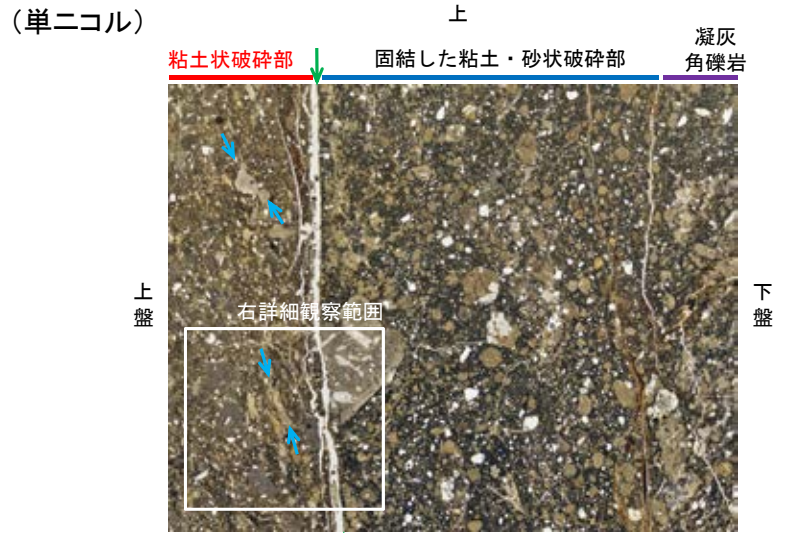 （単ニコル）
上
粘土状破砕部
固結した粘土・砂状破砕部
凝灰
角礫岩
上
盤
右詳細観察範囲
下
盤